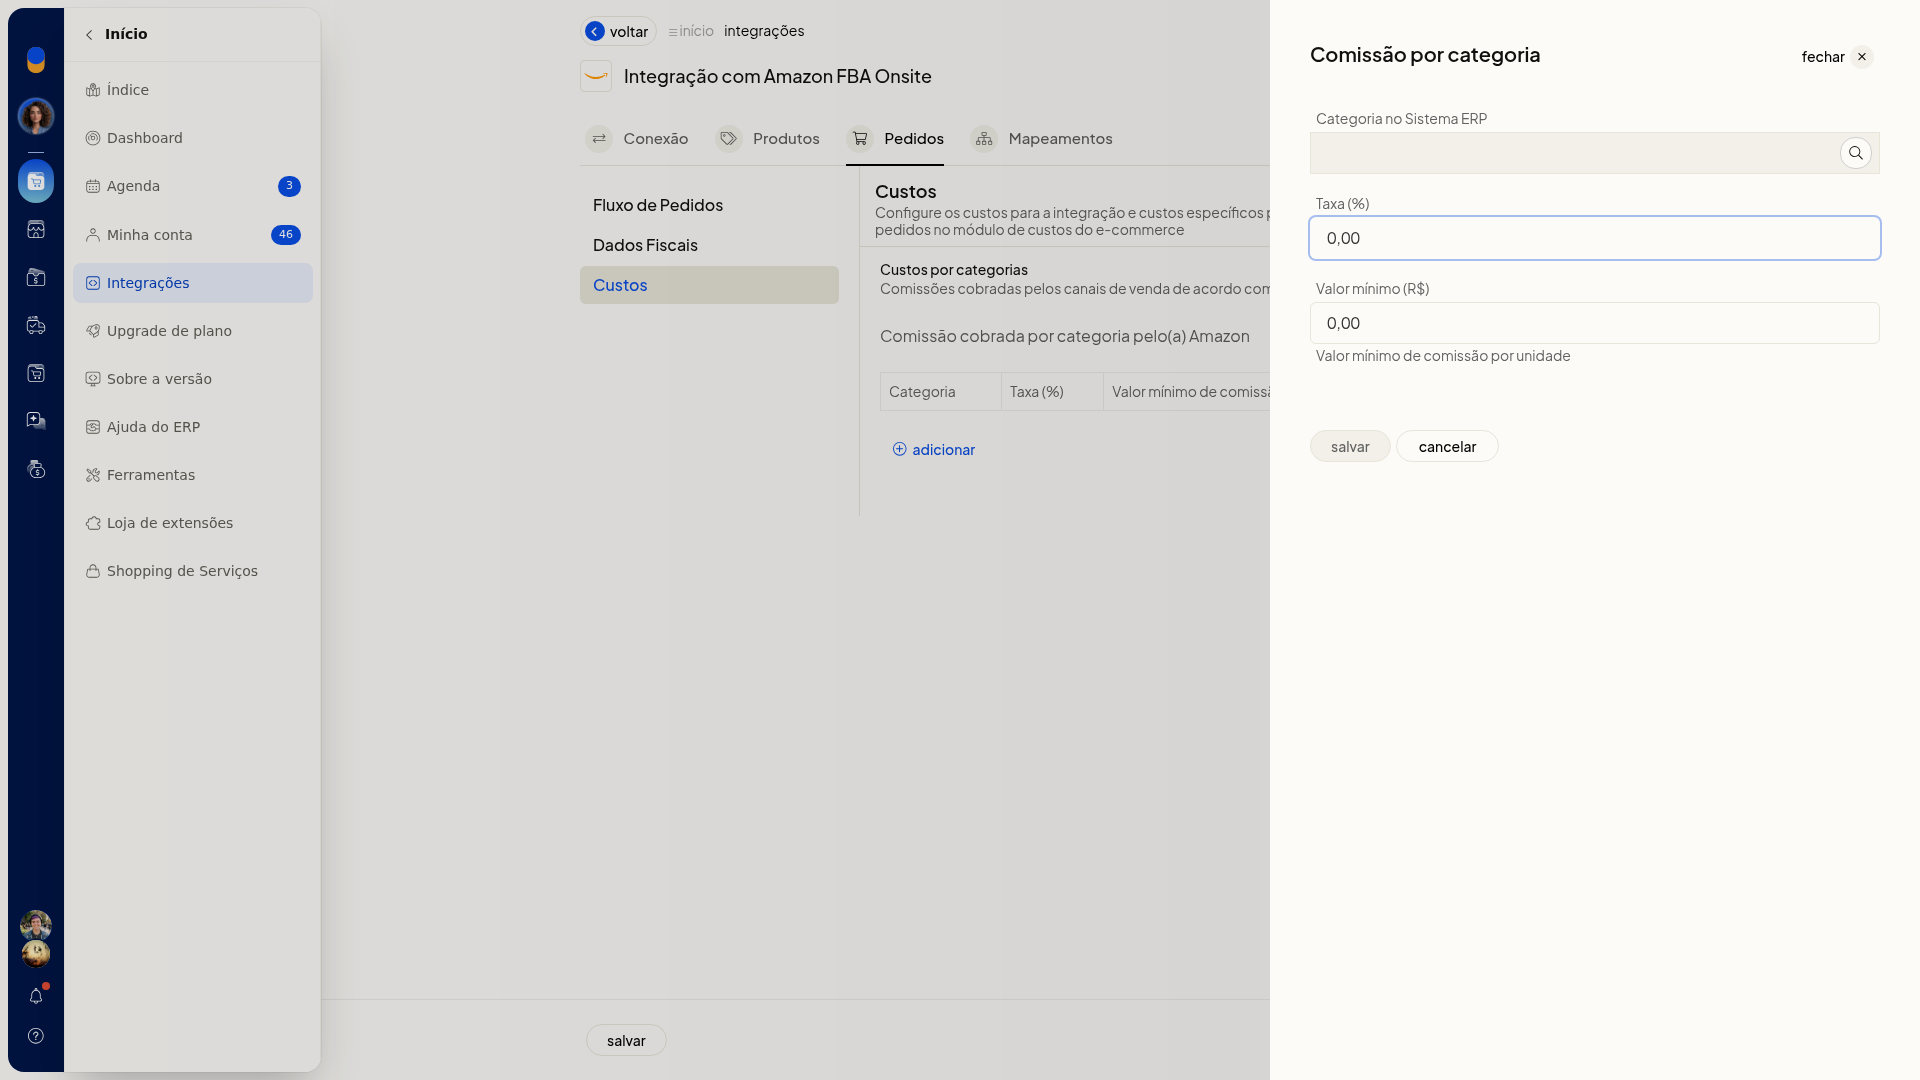 Início
Índice
Dashboard
Agenda
3
Minha conta
46
Integrações
Upgrade de plano
Sobre a versão
Ajuda do ERP
Ferramentas
Loja de extensões
Shopping de Serviços
voltar
início
integrações
Integração com Amazon FBA Onsite
Conexão
Produtos
Pedidos
Mapeamentos
Fluxo de Pedidos
Dados Fiscais
Custos
Custos
Configure os custos para a integração e custos específicos
pedidos no módulo de custos do e-commerce
Custos por categorias
Comissões cobradas pelos canais de venda de acordo com
Comissão cobrada por categoria pelo(a) Amazon
Categoria
Taxa (%)
Valor mínimo de
adicionar
salvar
Comissão por categoria
fechar
Categoria no Sistema ERP
Taxa (%)
0,00
Valor mínimo (R$)
0,00
Valor mínimo de comissão por unidade
salvar
cancelar